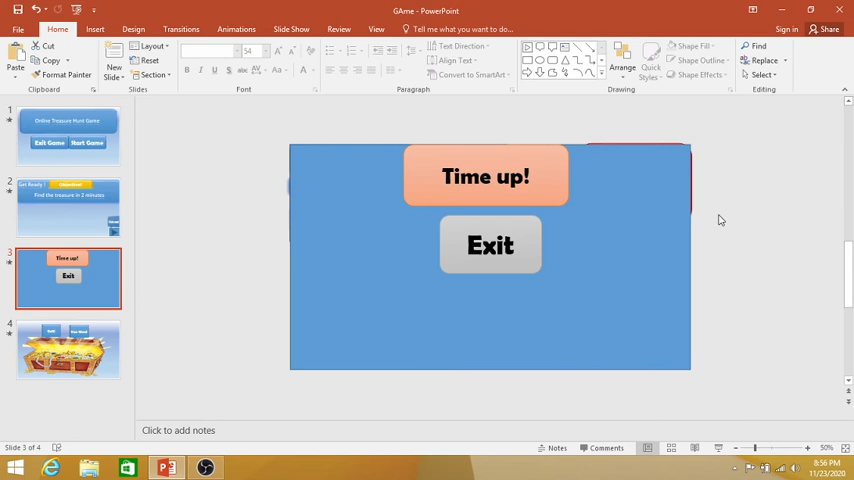 GAme - PowerPoint
File
Home
Insert
Design
Transitions
Animations
Slide Show
Review
View
Tell me what you want to do...
Sign in
Share
Paste
Cut
Copy
Format Painter
Clipboard
New Slide
Layout
Reset
Section
Slides
54
B I U S abc AV Aa A
Font
Text Direction
Align Text
Convert to SmartArt
Paragraph
Arrange
Quick Styles
Shape Fill
Shape Outline
Shape Effects
Drawing
Find
Replace
Select
Editing
1
Online Treasure Hunt Game
Exit Game
Start Game
2
Get Ready !
Find the treasure in 2 minutes
3
Time up!
Exit
4
Time up!
Exit
Click to add notes
Slide 3 of 4
Notes
Comments
50%
8:56 PM
11/23/2020